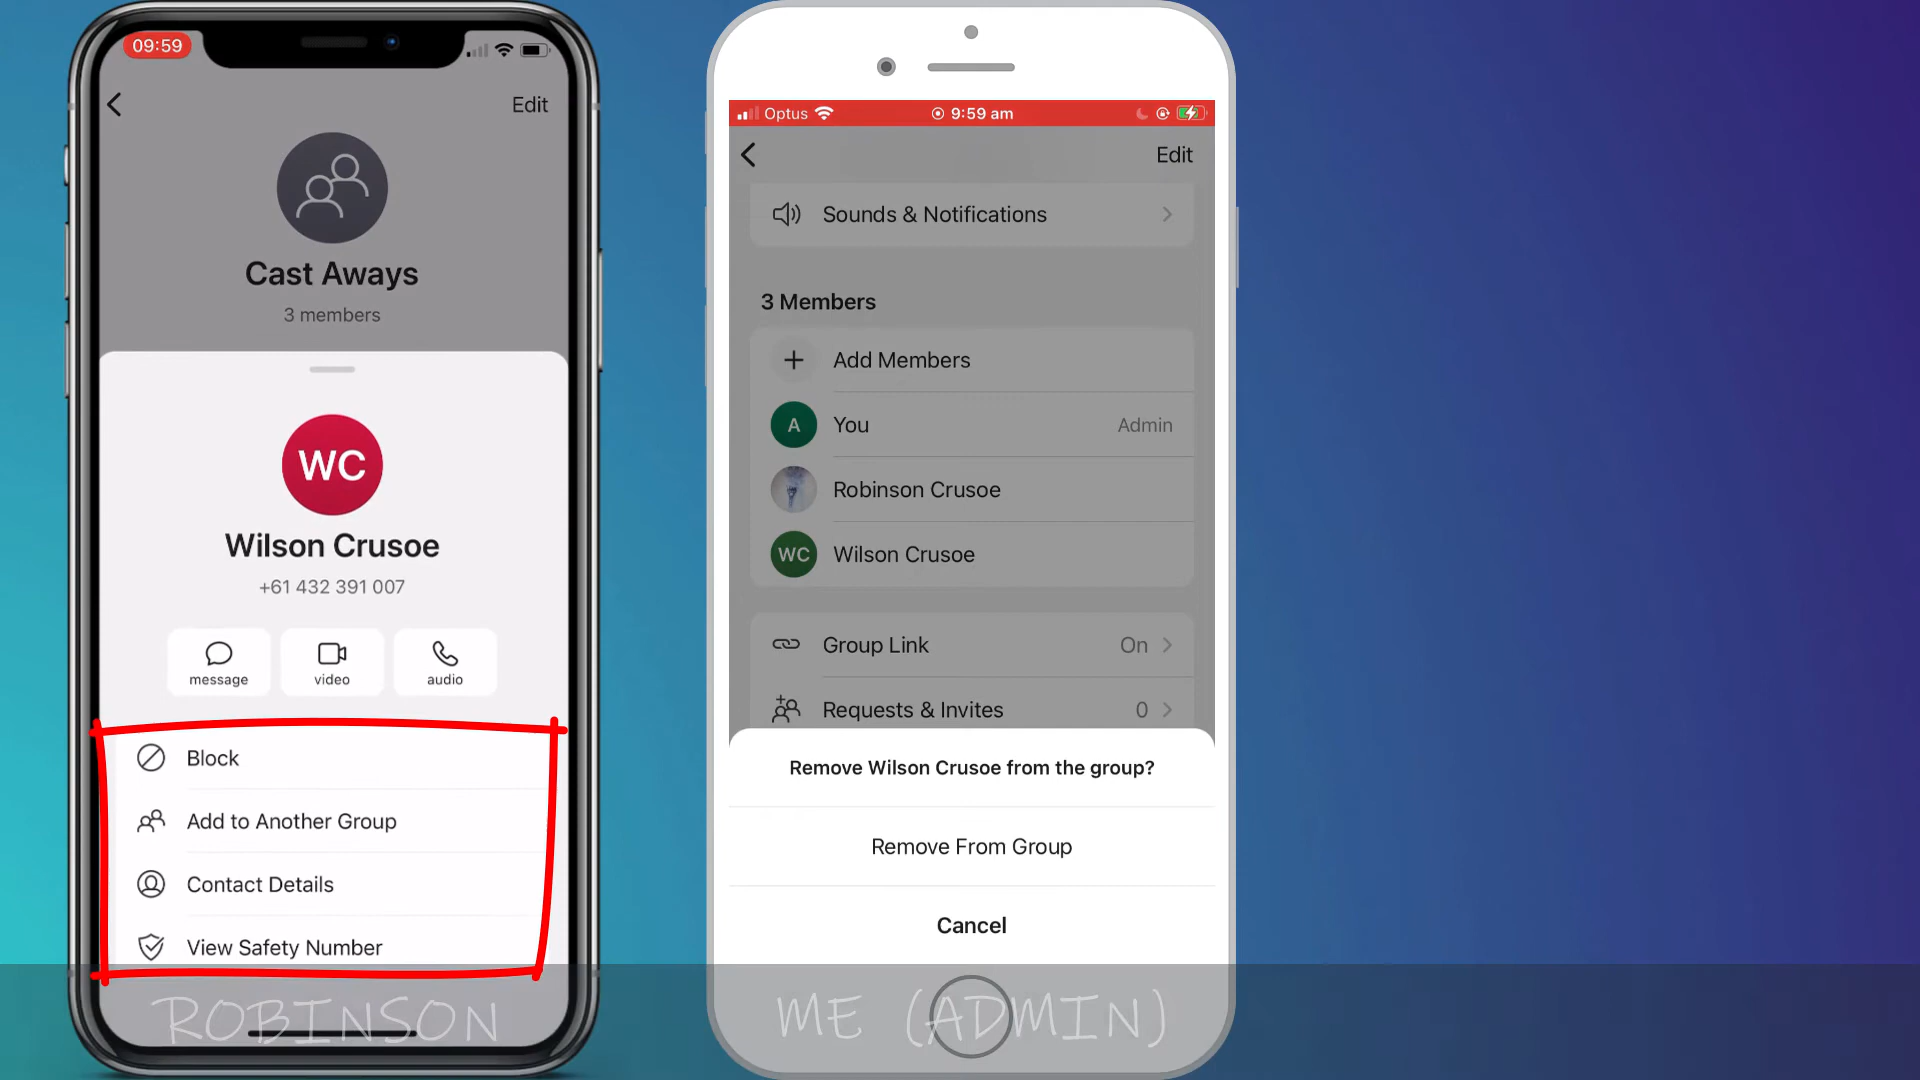 09:59
Edit
Cast Aways
3 members
WC
Wilson Crusoe
+61 432 391 007
message
video
audio
Block
Add to Another Group
Contact Details
View Safety Number
ROBINSON
Optus
9:59 am
Edit
Sounds & Notifications
3 Members
Add Members
A
You
Admin
Robinson Crusoe
WC
Wilson Crusoe
Group Link
On
Requests & Invites
0
Remove Wilson Crusoe from the group?
Remove From Group
Cancel
ME (ADMIN)